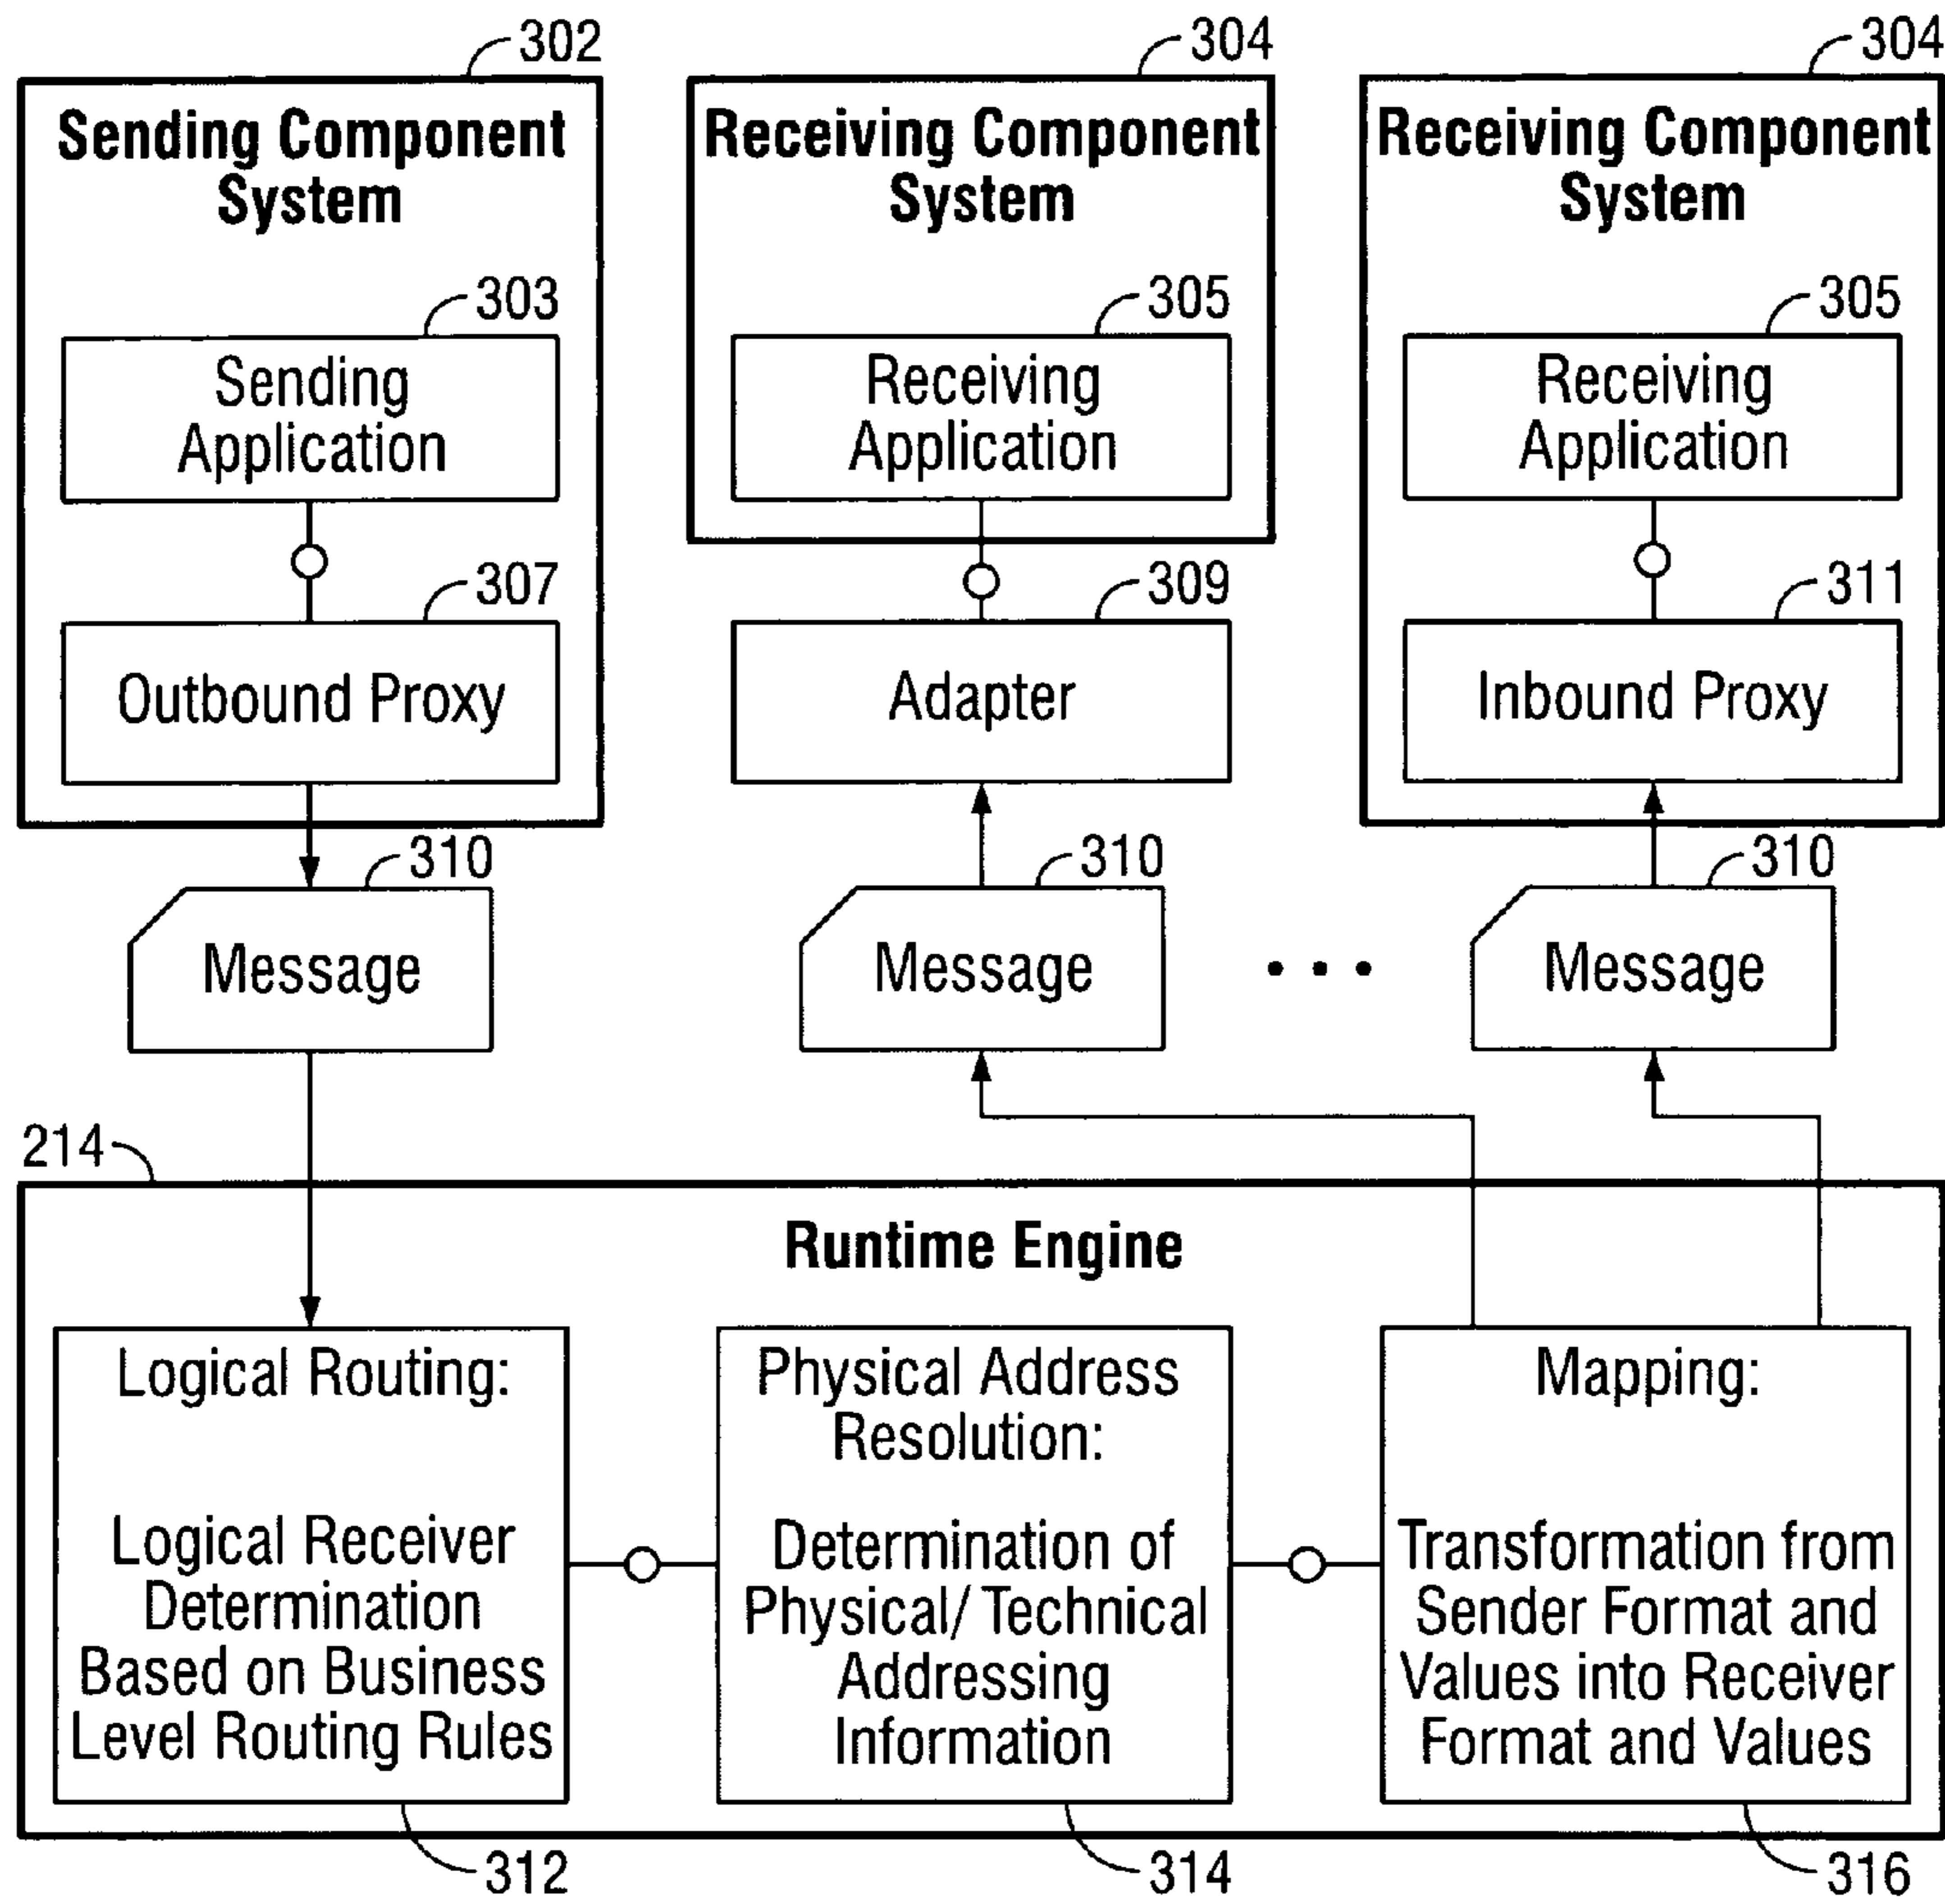 302
304
304
Sending Component
System
Receiving Component
System
Receiving Component
System
303
305
305
Sending
Application
Receiving
Application
Receiving
Application
307
309
311
Outbound Proxy
Adapter
Inbound Proxy
310
310
310
Message
Message
• • •
Message
214
Runtime Engine
Logical Routing:
Logical Receiver
Determination
Based on Business
Level Routing Rules
Physical Address
Resolution:
Determination of
Physical/ Technical
Addressing
Information
Mapping:
Transformation from
Sender Format and
Values into Receiver
Format and Values
312
314
316